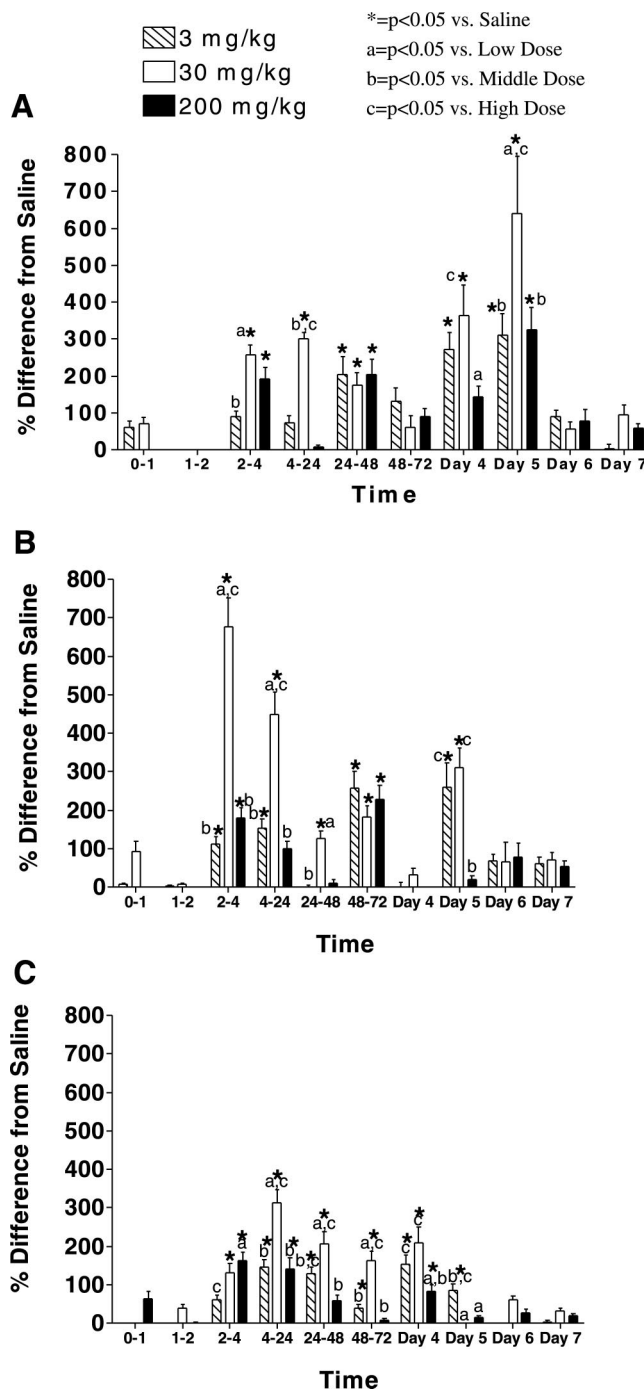 3 mg/kg
30 mg/kg
200 mg/kg
*=p<0.05 vs. Saline
a=p<0.05 vs. Low Dose
b=p<0.05 vs. Middle Dose
c=p<0.05 vs. High Dose
A
% Difference from Saline
800
700
600
500
400
300
200
100
0
b
a*
*
b,c
*
*
*
*
*
c*
a
*b
*
a,c
*b
0-1 1-2 2-4 4-24 24-48 48-72 Day 4 Day 5 Day 6 Day 7
Time
B
% Difference from Saline
800
700
600
500
400
300
200
100
0
b*
*
a,c
*b
b*
*
a,c
b
b
*a
*
*
*
c*
*c
b
0-1 1-2 2-4 4-24 24-48 48-72 Day 4 Day 5 Day 6 Day 7
Time
C
% Difference from Saline
800
700
600
500
400
300
200
100
0
c
*
*
a
*
b
*
a,c
*
b
*
b,c
*
a,c
b
*
b
*
a,c
b
*
c
*
c
*
a,b
b*c
a
a
0-1 1-2 2-4 4-24 24-48 48-72 Day 4 Day 5 Day 6 Day 7
Time